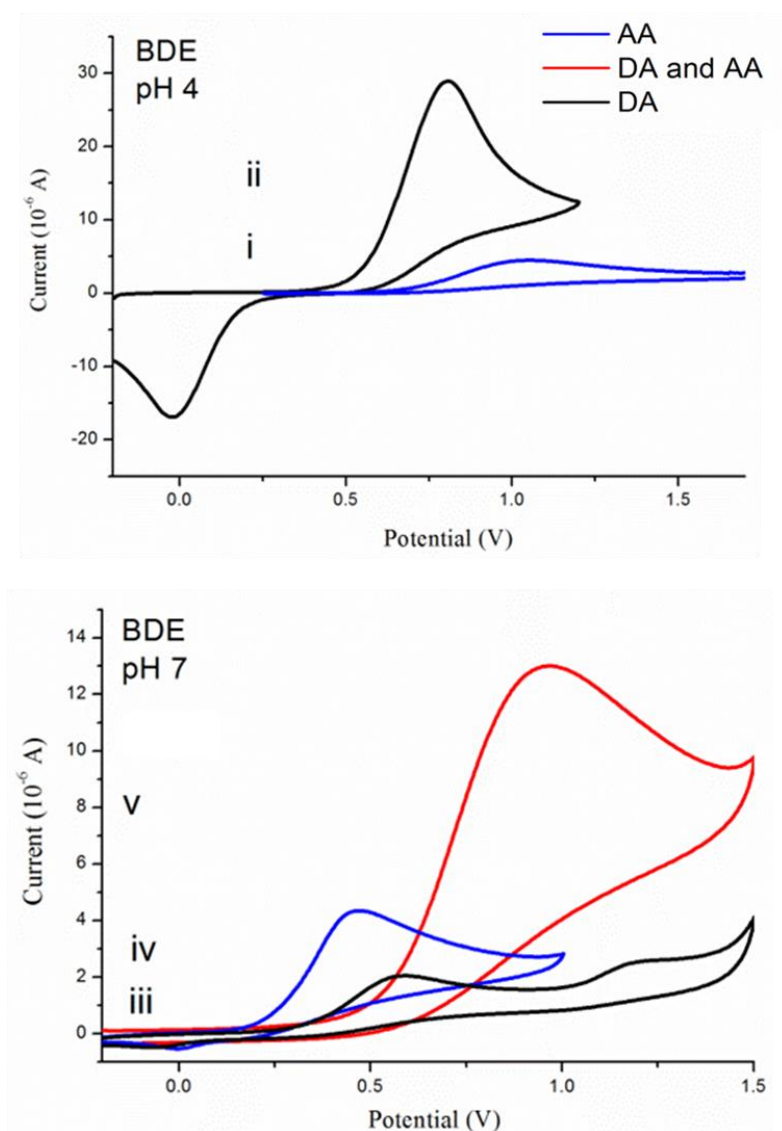 BDE
pH 4
AA
DA and AA
DA
30
20
10
0
-10
-20
ii
i
Current (10⁻⁶ A)
0.0 0.5 1.0 1.5
Potential (V)
BDE
pH 7
14
12
10
8
6
4
2
0
v
iv
iii
Current (10⁻⁶ A)
0.0 0.5 1.0 1.5
Potential (V)